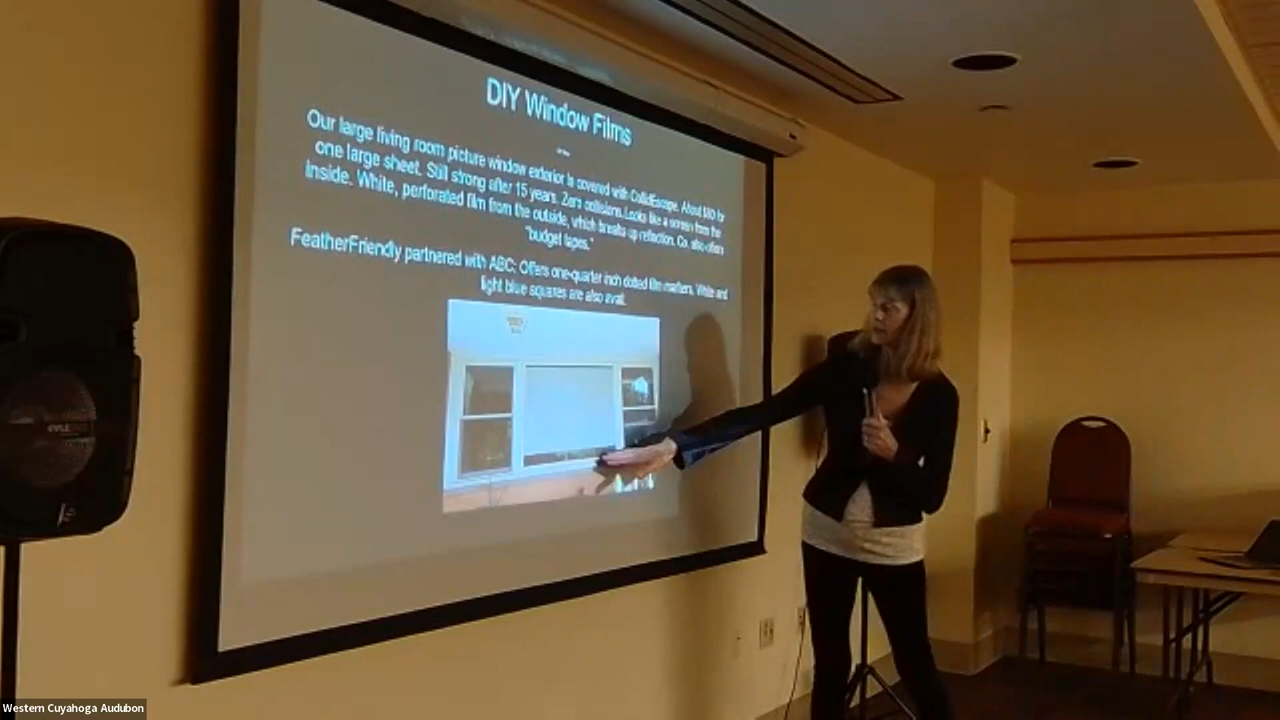 DIY Window Films
Our large living room picture window exterior is covered with CollidEscape. About $80 for
one large sheet. Still strong after 15 years. Zero collisions. Looks like a screen from the
inside. White, perforated film from the outside, which breaks up reflection. Co. also offers
"budget tapes."
FeatherFriendly partnered with ABC: Offers one-quarter inch dotted film markers. White and
light blue squares are also avail.
PYLE
Western Cuyahoga Audubon